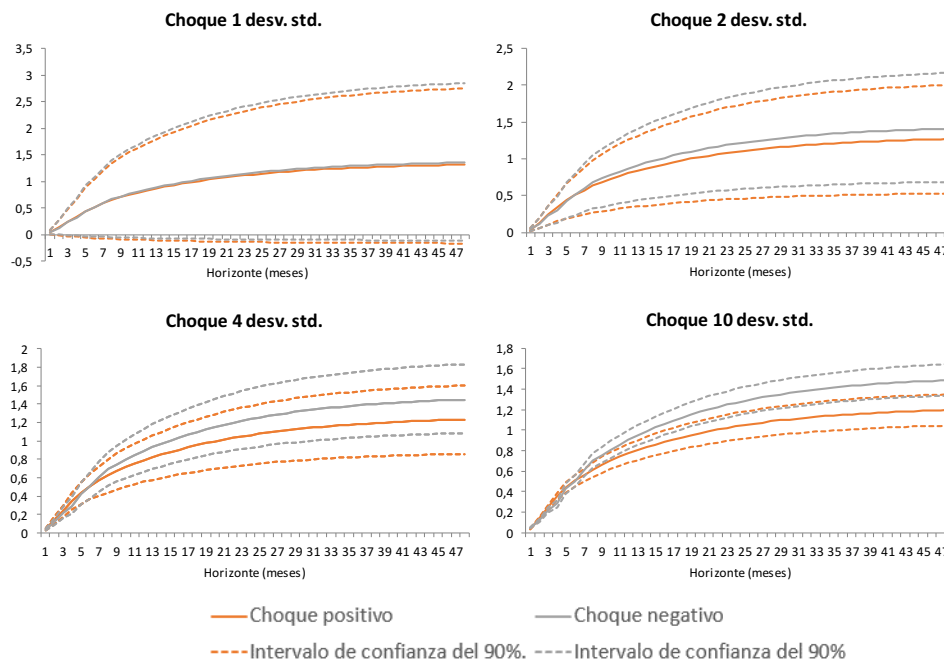 Choque 1 desv. std.
3,5
3
2,5
2
1,5
1
0,5
0
-0,5
1 3 5 7 9 11 13 15 17 19 21 23 25 27 29 31 33 35 37 39 41 43 45 47
Horizonte (meses)
Choque 2 desv. std.
2,5
2
1,5
1
0,5
0
1 3 5 7 9 11 13 15 17 19 21 23 25 27 29 31 33 35 37 39 41 43 45 47
Horizonte (meses)
Choque 4 desv. std.
2
1,8
1,6
1,4
1,2
1
0,8
0,6
0,4
0,2
0
1 3 5 7 9 11 13 15 17 19 21 23 25 27 29 31 33 35 37 39 41 43 45 47
Horizonte (meses)
Choque 10 desv. std.
1,8
1,6
1,4
1,2
1
0,8
0,6
0,4
0,2
0
1 3 5 7 9 11 13 15 17 19 21 23 25 27 29 31 33 35 37 39 41 43 45 47
Horizonte (meses)
Choque positivo
Choque negativo
Intervalo de confianza del 90%.
Intervalo de confianza del 90%